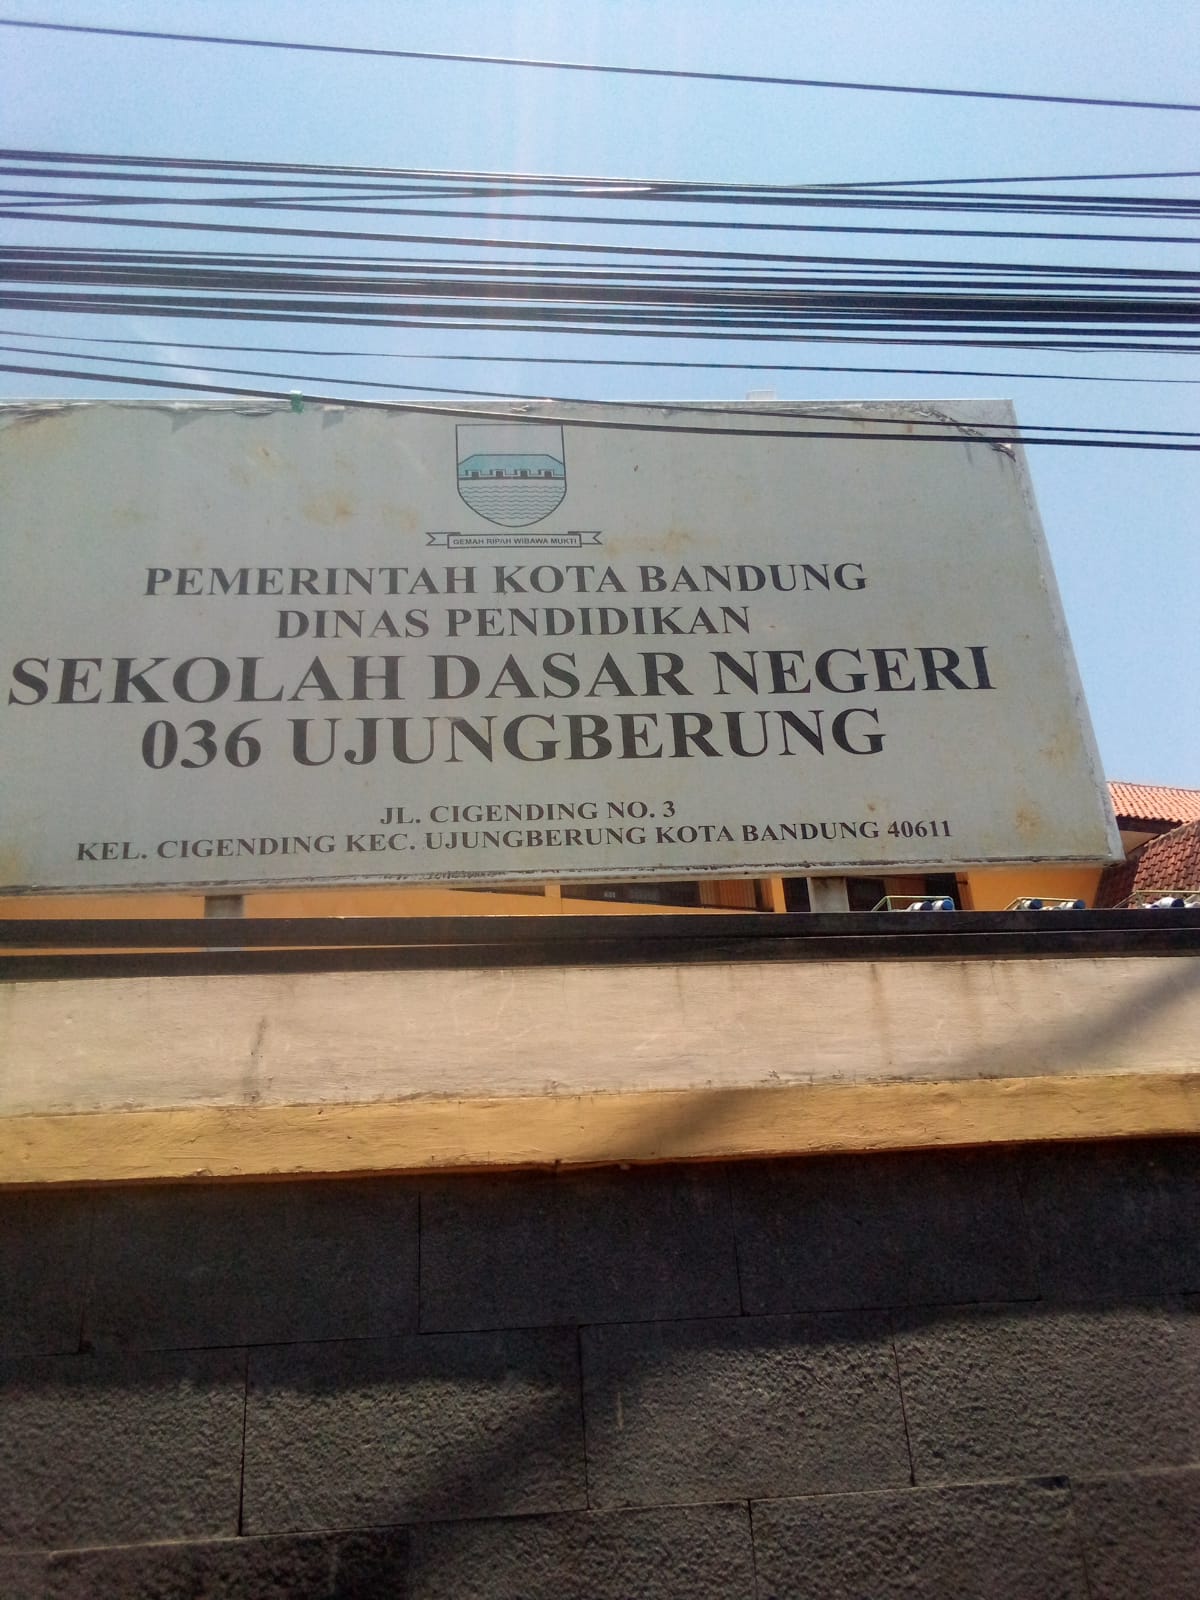 GEMAH RIPAH WIBAWA MUKTI
PEMERINTAH KOTA BANDUNG
DINAS PENDIDIKAN
SEKOLAH DASAR NEGERI
036 UJUNGBERUNG
JL. CIGENDING NO. 3
KEL. CIGENDING KEC. UJUNGBERUNG KOTA BANDUNG 40611